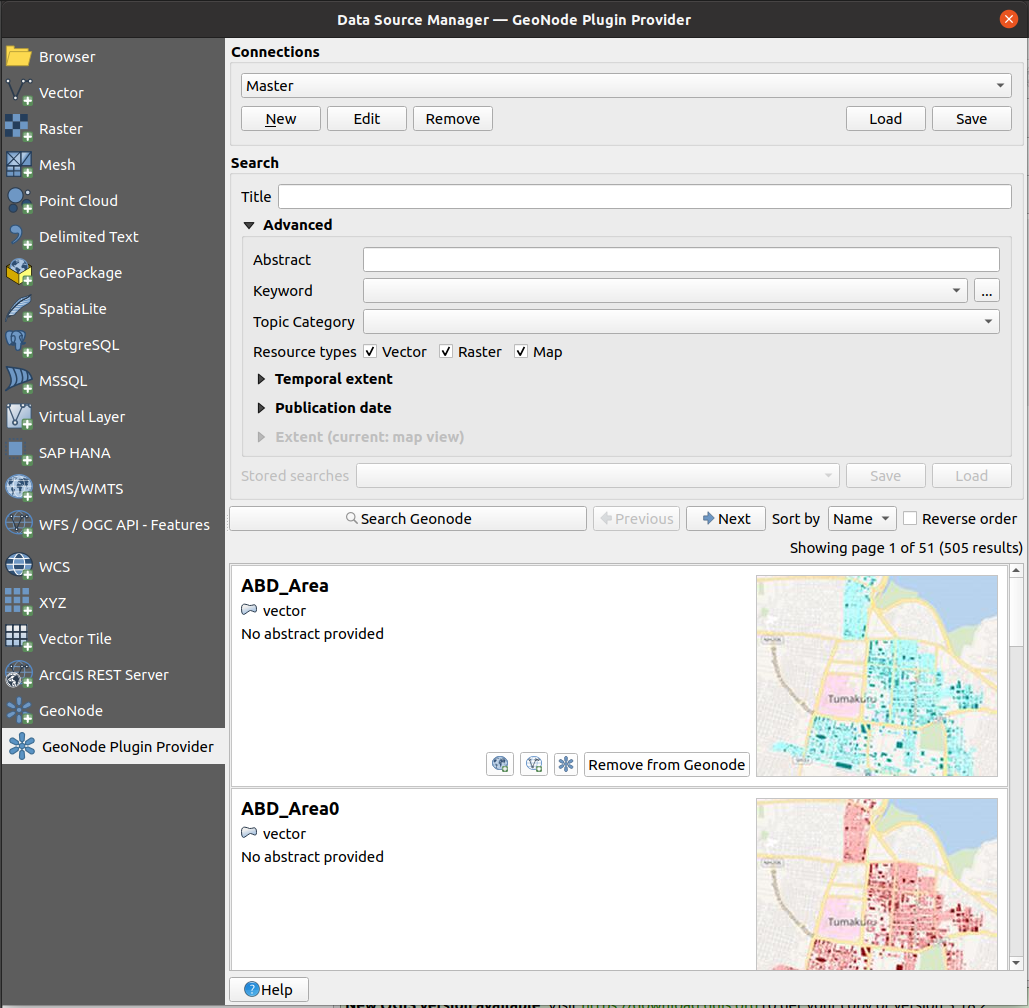 Data Source Manager — GeoNode Plugin Provider
Browser
Vector
Raster
Mesh
Point Cloud
Delimited Text
GeoPackage
SpatiaLite
PostgreSQL
MSSQL
Virtual Layer
SAP HANA
WMS/WMTS
WFS / OGC API - Features
WCS
XYZ
Vector Tile
ArcGIS REST Server
GeoNode
GeoNode Plugin Provider
Connections
Master
New Edit Remove Load Save
Search
Title
Advanced
Abstract
Keyword ...
Topic Category
Resource types Vector Raster Map
Temporal extent
Publication date
Extent (current: map view)
Stored searches Save Load
Search Geonode Previous Next Sort by Name Reverse order
Showing page 1 of 51 (505 results)
ABD_Area
vector
No abstract provided
Tumakuru
Remove from Geonode
ABD_Area0
vector
No abstract provided
Tumakuru
Help